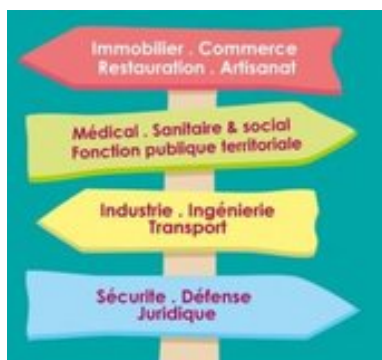 Immobilier . Commerce
Restauration . Artisanat
Médical . Sanitaire & social
Fonction publique territoriale
Industrie . Ingénierie
Transport
Sécurite . Défense
Juridique